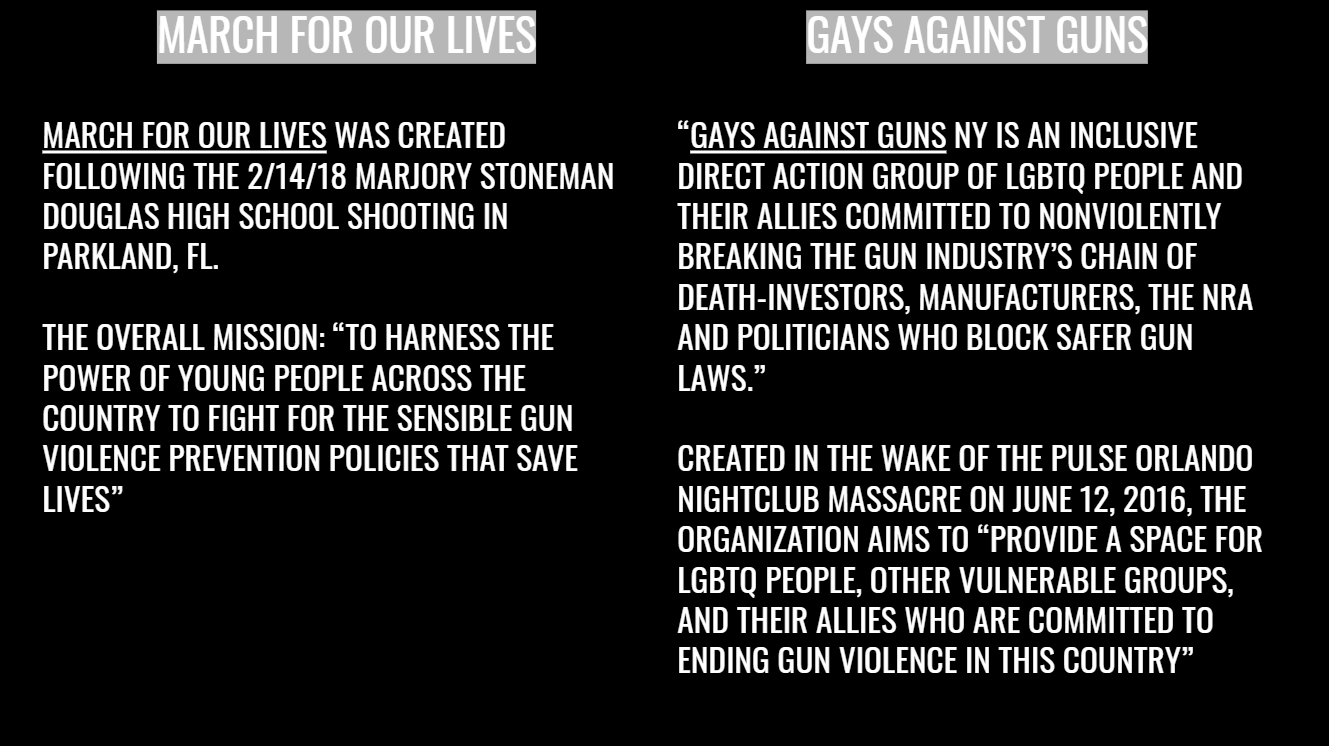 MARCH FOR OUR LIVES
MARCH FOR OUR LIVES WAS CREATED
FOLLOWING THE 2/14/18 MARJORY STONEMAN
DOUGLAS HIGH SCHOOL SHOOTING IN
PARKLAND, FL.
THE OVERALL MISSION: “TO HARNESS THE
POWER OF YOUNG PEOPLE ACROSS THE
COUNTRY TO FIGHT FOR THE SENSIBLE GUN
VIOLENCE PREVENTION POLICIES THAT SAVE
LIVES”
GAYS AGAINST GUNS
“GAYS AGAINST GUNS NY IS AN INCLUSIVE
DIRECT ACTION GROUP OF LGBTQ PEOPLE AND
THEIR ALLIES COMMITTED TO NONVIOLENTLY
BREAKING THE GUN INDUSTRY’S CHAIN OF
DEATH-INVESTORS, MANUFACTURERS, THE NRA
AND POLITICIANS WHO BLOCK SAFER GUN
LAWS.”
CREATED IN THE WAKE OF THE PULSE ORLANDO
NIGHTCLUB MASSACRE ON JUNE 12, 2016, THE
ORGANIZATION AIMS TO “PROVIDE A SPACE FOR
LGBTQ PEOPLE, OTHER VULNERABLE GROUPS,
AND THEIR ALLIES WHO ARE COMMITTED TO
ENDING GUN VIOLENCE IN THIS COUNTRY”